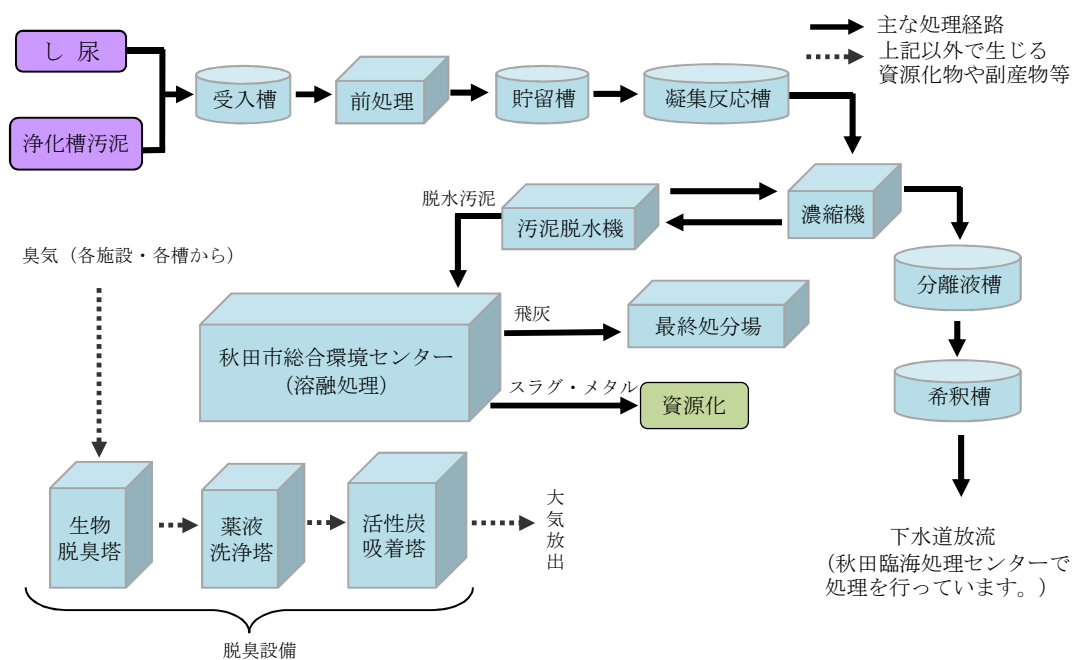 主な処理経路
上記以外で生じる
資源化物や副産物等
し 尿
浄化槽汚泥
受入槽
前処理
貯留槽
凝集反応槽
濃縮機
汚泥脱水機
脱水汚泥
分離液槽
希釈槽
下水道放流
(秋田臨海処理センターで
処理を行っています。)
秋田市総合環境センター
(溶融処理)
飛灰
最終処分場
スラグ・メタル
資源化
臭気(各施設・各槽から)
生物
脱臭塔
薬液
洗浄塔
活性炭
吸着塔
大気放出
脱臭設備